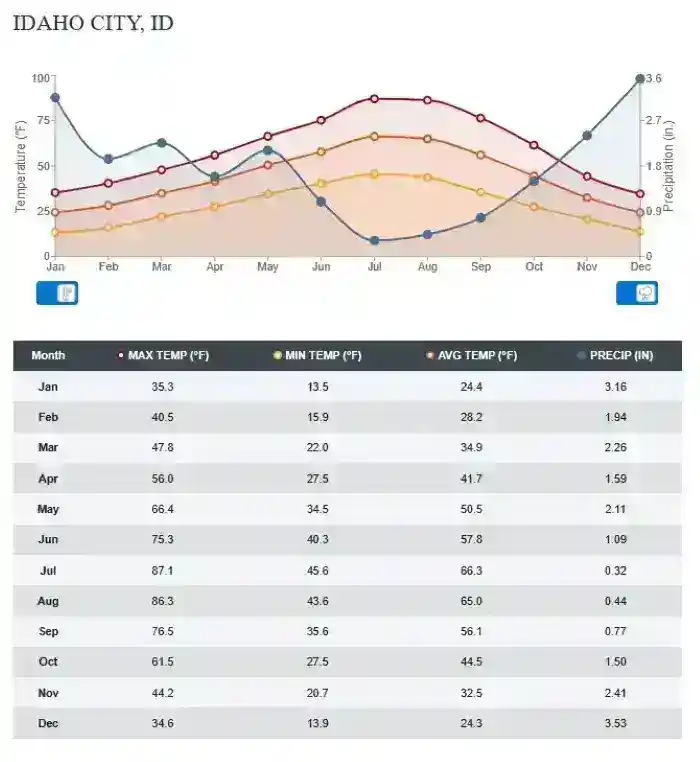 IDAHO CITY, ID
100
75
50
25
0
Temperature (°F)
3.6
2.7
1.8
0.9
0
Precipitation (in.)
Jan Feb Mar Apr May Jun Jul Aug Sep Oct Nov Dec
Month MAX TEMP (°F) MIN TEMP (°F) AVG TEMP (°F) PRECIP (IN)
Jan 35.3 13.5 24.4 3.16
Feb 40.5 15.9 28.2 1.94
Mar 47.8 22.0 34.9 2.26
Apr 56.0 27.5 41.7 1.59
May 66.4 34.5 50.5 2.11
Jun 75.3 40.3 57.8 1.09
Jul 87.1 45.6 66.3 0.32
Aug 86.3 43.6 65.0 0.44
Sep 76.5 35.6 56.1 0.77
Oct 61.5 27.5 44.5 1.50
Nov 44.2 20.7 32.5 2.41
Dec 34.6 13.9 24.3 3.53